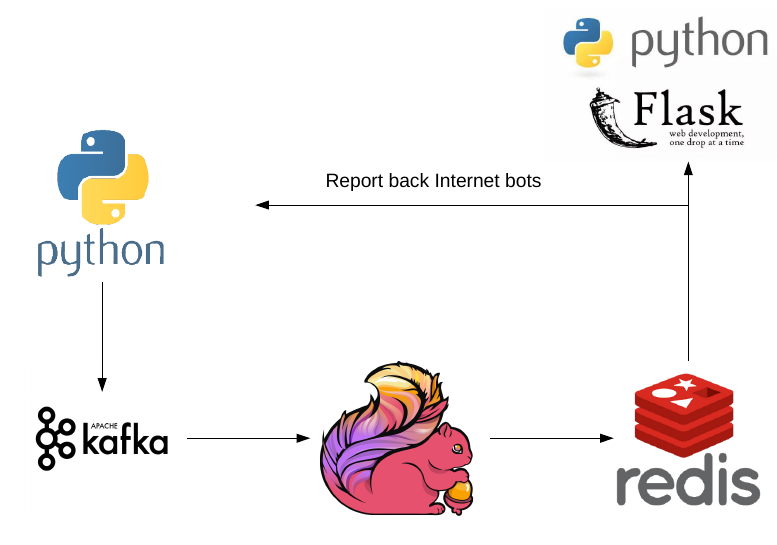 python
Flask
web development,
one drop at a time
Report back Internet bots
python
APACHE
kafka
redis